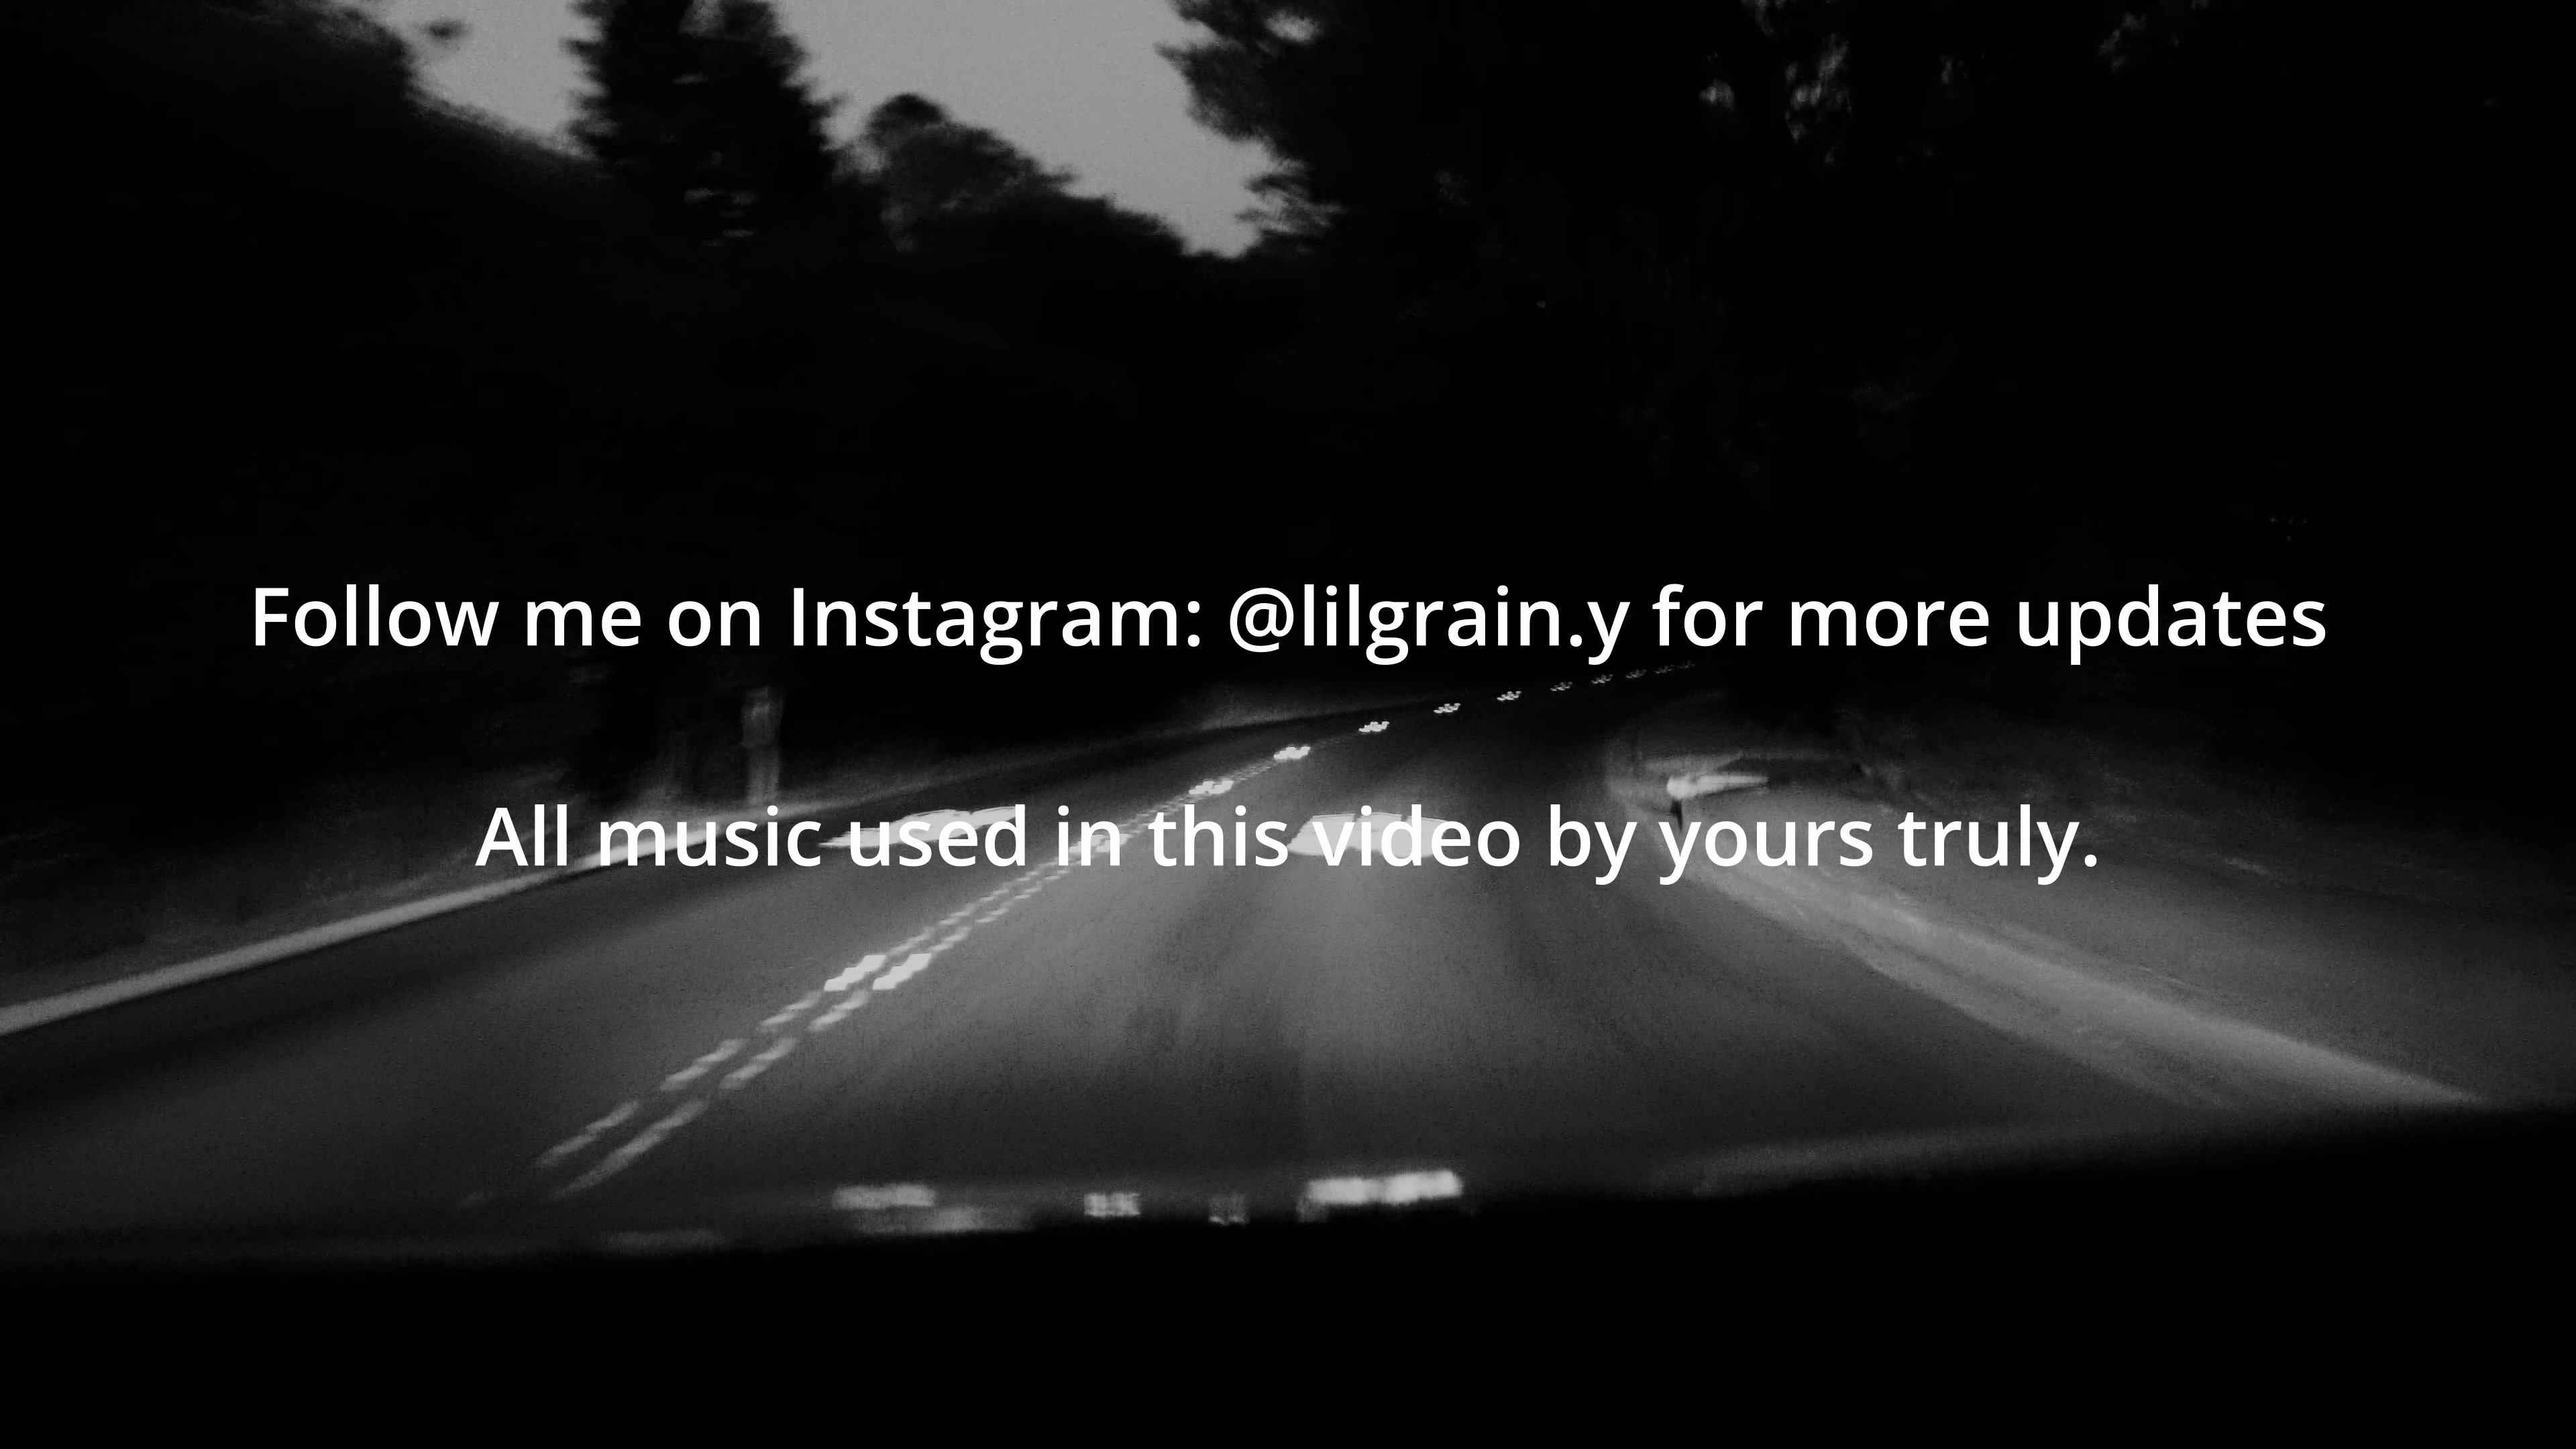 Follow me on Instagram: @lilgrain.y for more updates
All music used in this video by yours truly.